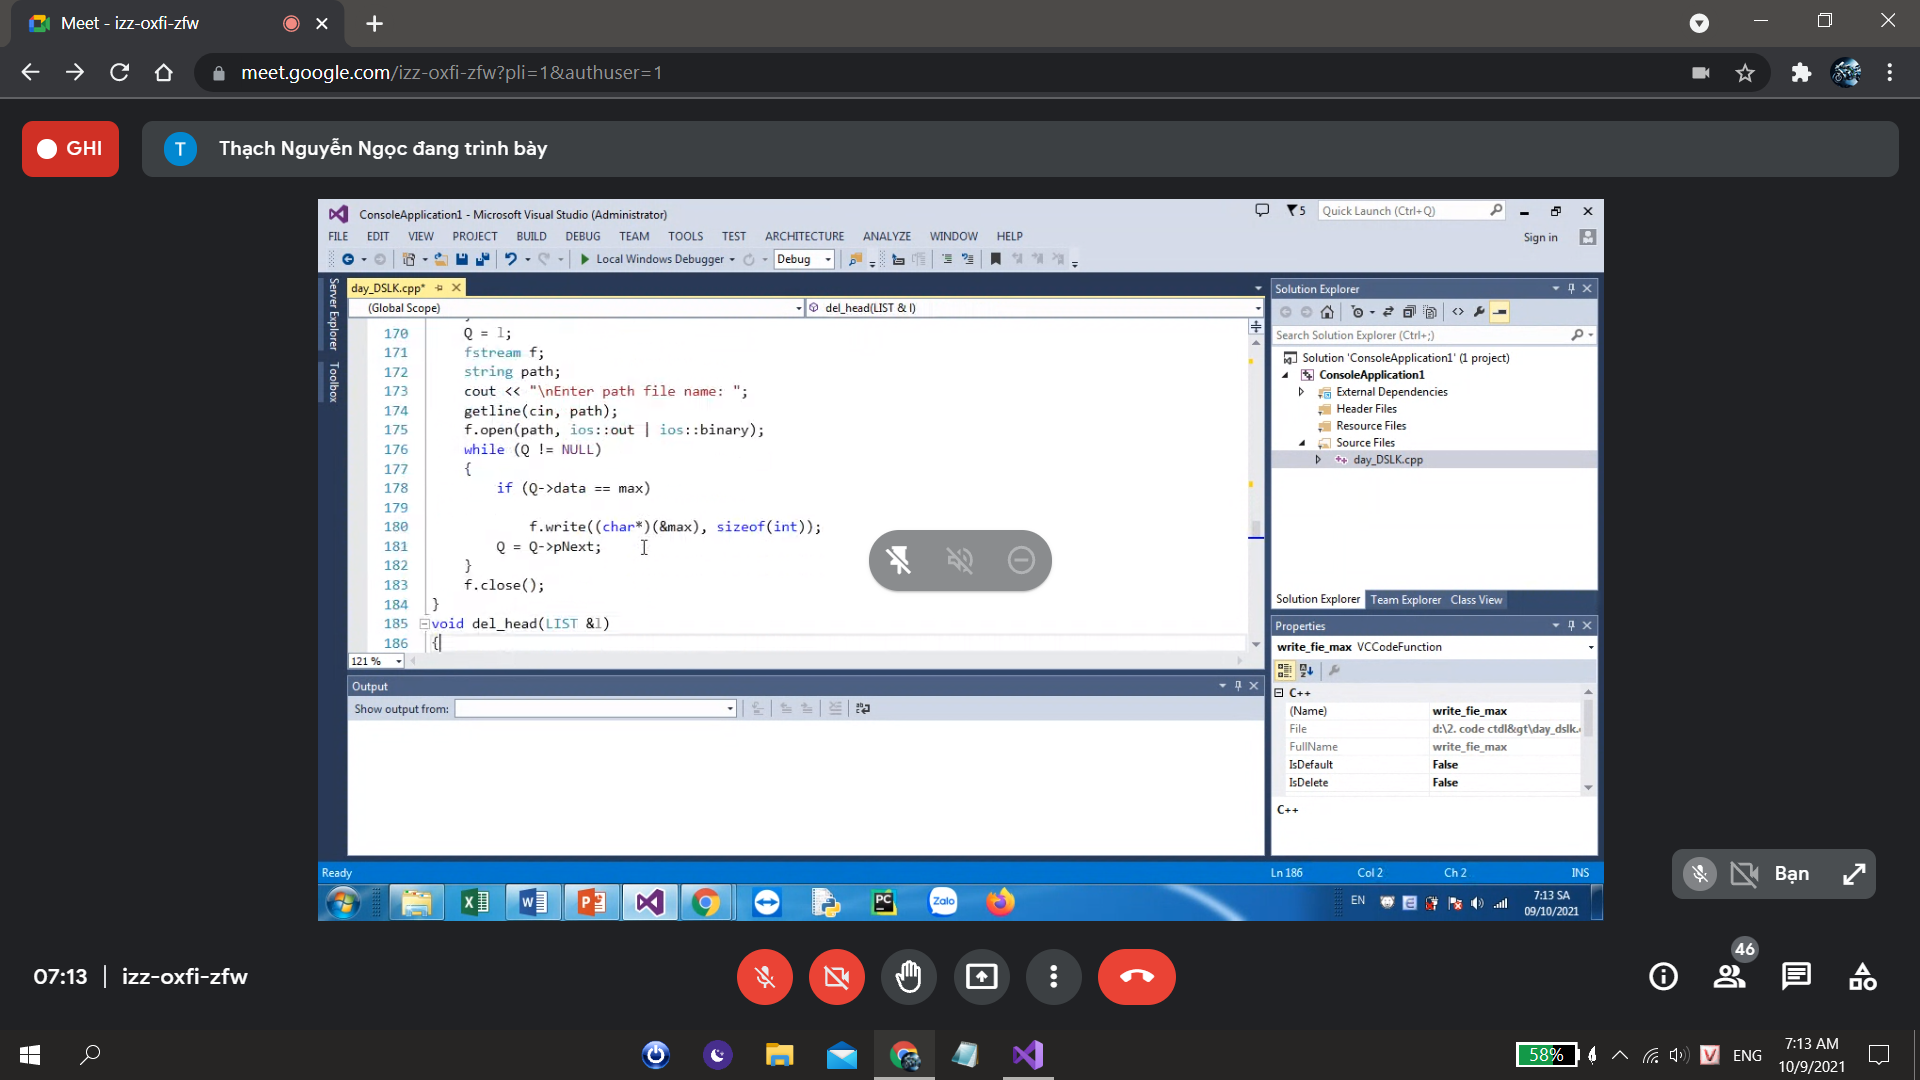 Meet - izz-oxfi-zfw
meet.google.com/izz-oxfi-zfw?pli=1&authuser=1
GHI
T
Thạch Nguyễn Ngọc đang trình bày
ConsoleApplication1 - Microsoft Visual Studio (Administrator)
5
Quick Launch (Ctrl+Q)
FILE EDIT VIEW PROJECT BUILD DEBUG TEAM TOOLS TEST ARCHITECTURE ANALYZE WINDOW HELP
Sign in
Local Windows Debugger
Debug
Server Explorer
Toolbox
day_DSLK.cpp*
(Global Scope)
del_head(LIST & l)
170 Q = l;
171 fstream f;
172 string path;
173 cout << "\nEnter path file name: ";
174 getline(cin, path);
175 f.open(path, ios::out | ios::binary);
176 while (Q != NULL)
177 {
178 if (Q->data == max)
179
180 f.write((char*)(&max), sizeof(int));
181 Q = Q->pNext;
182 }
183 f.close();
184 }
185 void del_head(LIST &l)
186 {
121 %
Output
Show output from:
Solution Explorer
Search Solution Explorer (Ctrl+;)
Solution 'ConsoleApplication1' (1 project)
ConsoleApplication1
External Dependencies
Header Files
Resource Files
Source Files
day_DSLK.cpp
Solution Explorer Team Explorer Class View
Properties
write_fie_max VCCodeFunction
C++
(Name) write_fie_max
File d:\2. code ctdl&gt\day_dslk.
FullName write_fie_max
IsDefault False
IsDelete False
C++
Ready
Ln 186 Col 2 Ch 2 INS
Zalo
EN
7:13 SA
09/10/2021
Bạn
07:13 | izz-oxfi-zfw
46
58%
ENG
7:13 AM
10/9/2021